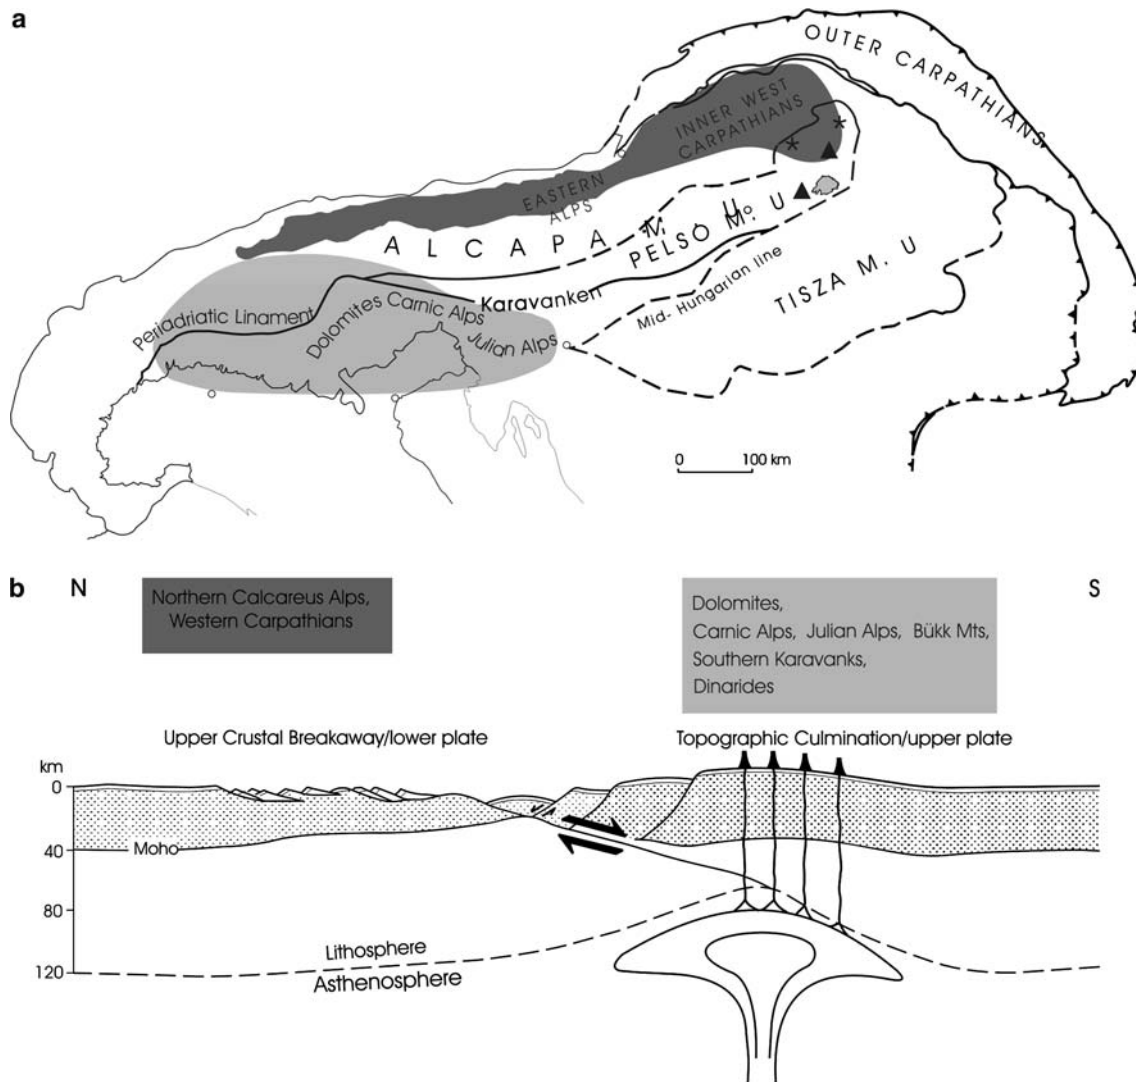 a
OUTER CARPATHIANS
INNER WEST
CARPATHIANS
EASTERN
ALPS
ALCAPA M. U.
PELSO M. U
TISZA M. U
Mid- Hungarian line
Karavanken
Periadriatic Linament
Dolomites
Carnic Alps
Julian Alps
0 100 km
b N S
Northern Calcareus Alps,
Western Carpathians
Dolomites,
Carnic Alps, Julian Alps, Bükk Mts,
Southern Karavanks,
Dinarides
Upper Crustal Breakaway/lower plate
Topographic Culmination/upper plate
km
0
Moho
40
80
Lithosphere
120
Asthenosphere